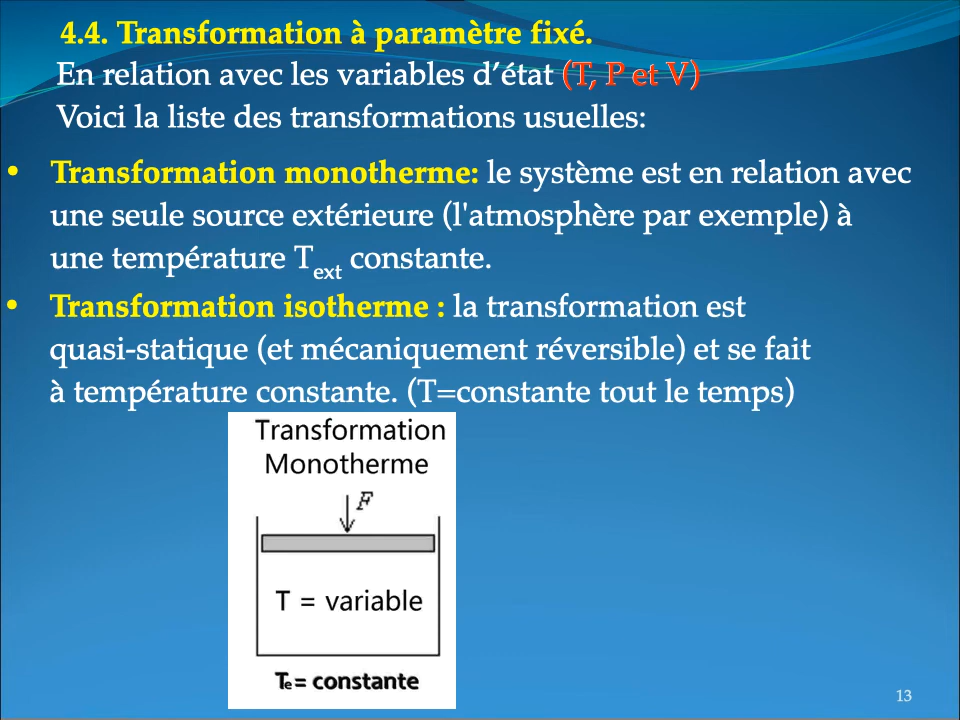 4.4. Transformation à paramètre fixé.
En relation avec les variables d’état (T, P et V)
Voici la liste des transformations usuelles:
• Transformation monotherme: le système est en relation avec
une seule source extérieure (l'atmosphère par exemple) à
une température Text constante.
• Transformation isotherme : la transformation est
quasi-statique (et mécaniquement réversible) et se fait
à température constante. (T=constante tout le temps)
Transformation
Monotherme
F
T = variable
Te= constante
13